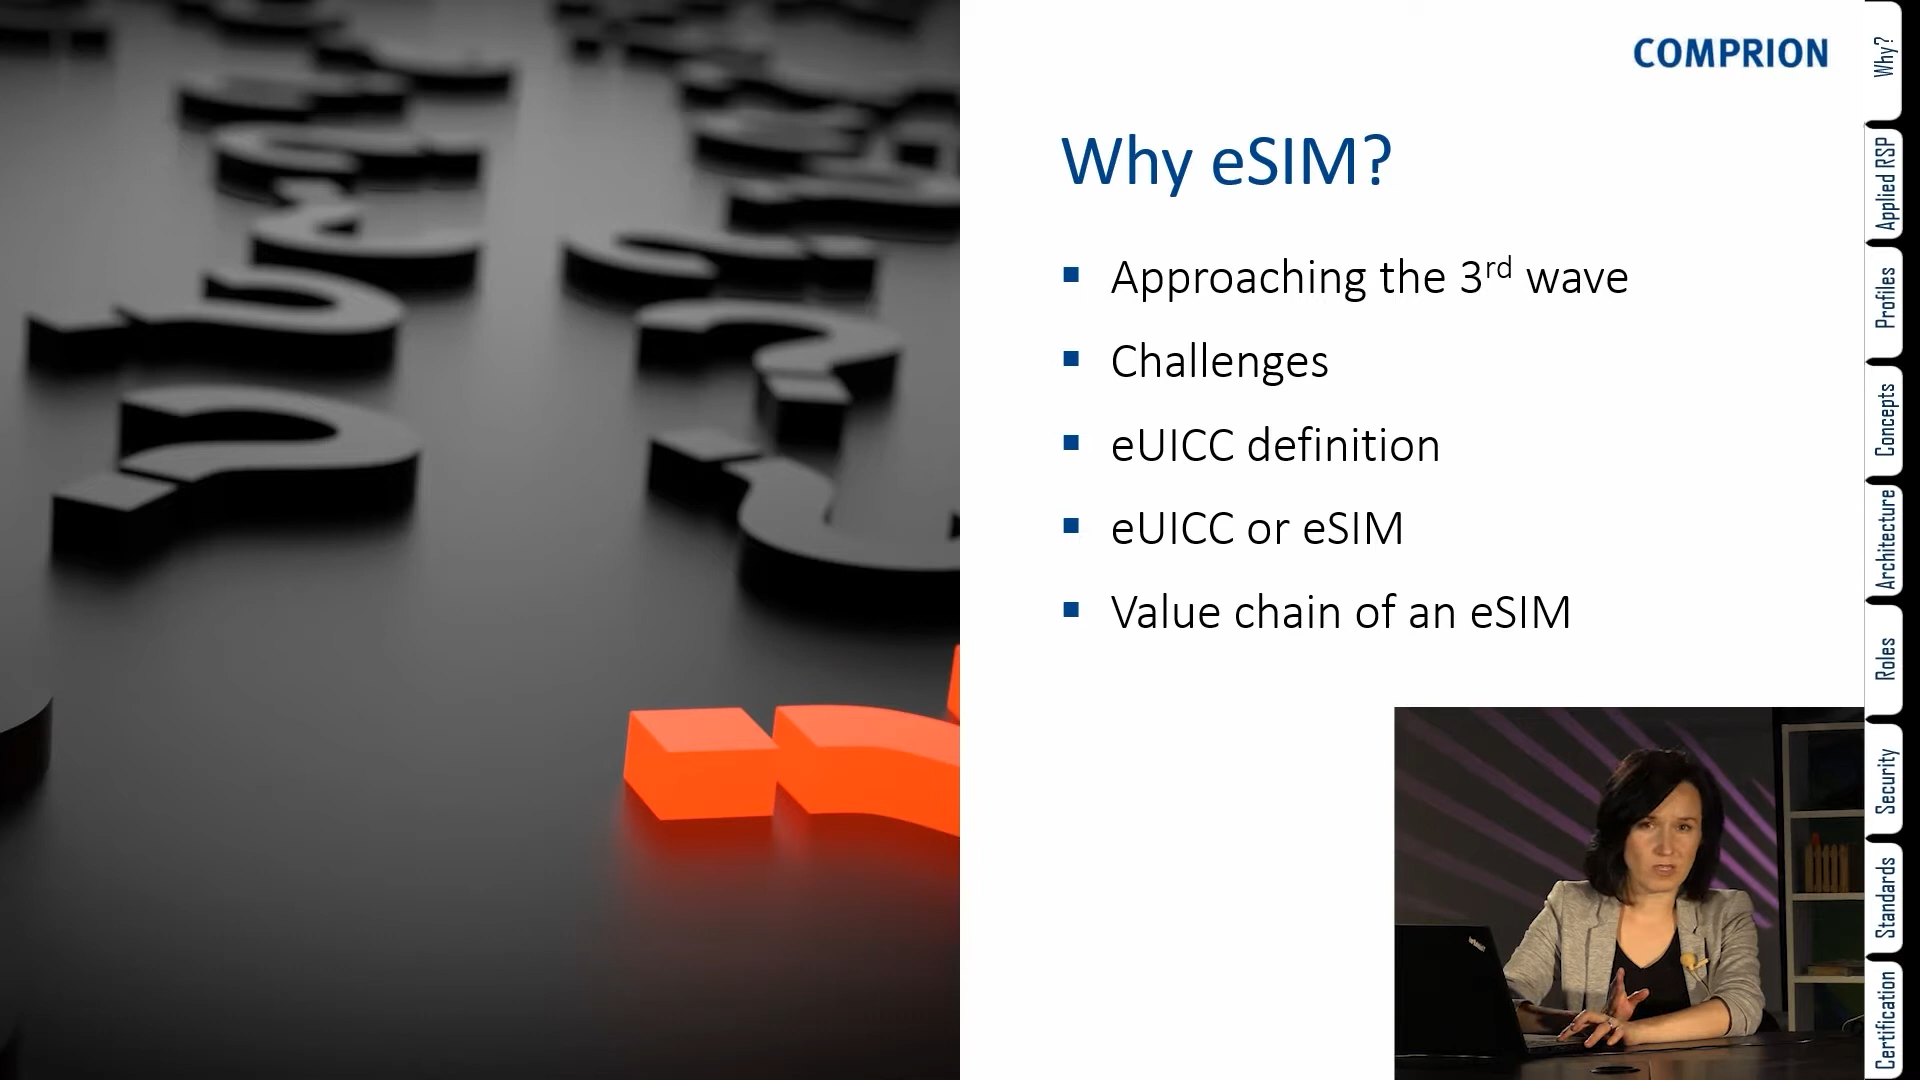 COMPRION
Why eSIM?
Approaching the 3rd wave
Challenges
eUICC definition
eUICC or eSIM
Value chain of an eSIM
Why?
Applied RSP
Profiles
Concepts
Architecture
Roles
Security
Standards
Certification